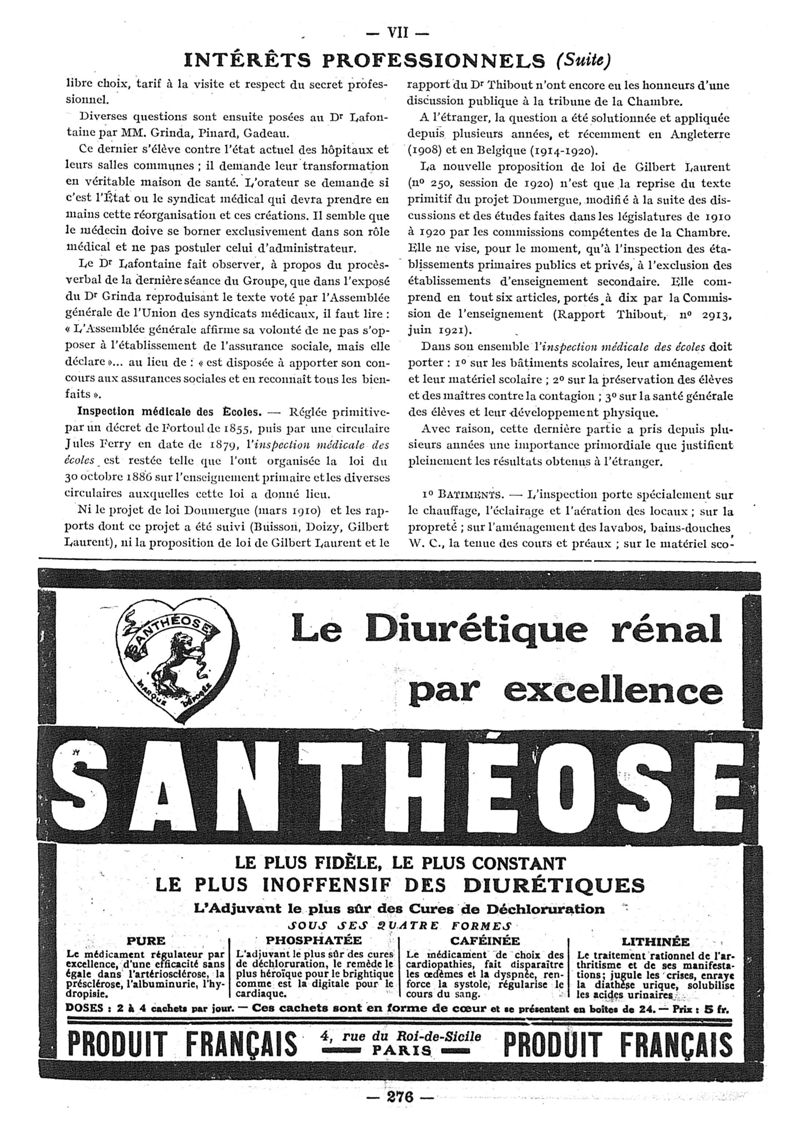 — VII —
INTÉRÊTS PROFESSIONNELS (Suite)
libre choix, tarif à la visite et respect du secret profes-
sionnel.
Diverses questions sont ensuite posées au Dr Lafon-
taine par MM. Grinda, Pinard, Gadeau.
Ce dernier s'élève contre l'état actuel des hôpitaux et
leurs salles communes ; il demande leur transformation
en véritable maison de santé. L'orateur se demande si
c'est l'État ou le syndicat médical qui devra prendre en
mains cette réorganisation et ces créations. Il semble que
le médecin doive se borner exclusivement dans son rôle
médical et ne pas postuler celui d'administrateur.
Le Dr Lafontaine fait observer, à propos du procès-
verbal de la dernière séance du Groupe, que dans l'exposé
du Dr Grinda reproduisant le texte voté par l'Assemblée
générale de l'Union des syndicats médicaux, il faut lire :
« L'Assemblée générale affirme sa volonté de ne pas s'op-
poser à l'établissement de l'assurance sociale, mais elle
déclare »... au lieu de : « est disposée à apporter son con-
cours aux assurances sociales et en reconnaît tous les bien-
faits ».
Inspection médicale des Écoles. — Réglée primitive-
par un décret de Fortoul de 1855, puis par une circulaire
Jules Ferry en date de 1879, l'inspection médicale des
écoles est restée telle que l'ont organisée la loi du
30 octobre 1886 sur l'enseignement primaire et les diverses
circulaires auxquelles cette loi a donné lieu.
Ni le projet de loi Doumergue (mars 1910) et les rap-
ports dont ce projet a été suivi (Buisson, Doizy, Gilbert
Laurent), ni la proposition de loi de Gilbert Laurent et le
rapport du Dr Thibout n'ont encore eu les honneurs d'une
discussion publique à la tribune de la Chambre.
A l'étranger, la question a été solutionnée et appliquée
depuis plusieurs années, et récemment en Angleterre
(1908) et en Belgique (1914-1920).
La nouvelle proposition de loi de Gilbert Laurent
(no 250, session de 1920) n'est que la reprise du texte
primitif du projet Doumergue, modifié à la suite des dis-
cussions et des études faites dans les législatures de 1910
à 1920 par les commissions compétentes de la Chambre.
Elle ne vise, pour le moment, qu'à l'inspection des éta-
blissements primaires publics et privés, à l'exclusion des
établissements d'enseignement secondaire. Elle com-
prend en tout six articles, portés à dix par la Commis-
sion de l'enseignement (Rapport Thibout, no 2913,
juin 1921).
Dans son ensemble l'inspection médicale des écoles doit
porter : 1o sur les bâtiments scolaires, leur aménagement
et leur matériel scolaire ; 2o sur la préservation des élèves
et des maîtres contre la contagion ; 3o sur la santé générale
des élèves et leur développement physique.
Avec raison, cette dernière partie a pris depuis plu-
sieurs années une importance primordiale que justifient
pleinement les résultats obtenus à l'étranger.
1o BATIMENTS. — L'inspection porte spécialement sur
le chauffage, l'éclairage et l'aération des locaux ; sur la
propreté ; sur l'aménagement des lavabos, bains-douches
W. C., la tenue des cours et préaux ; sur le matériel sco-
SANTHÉOSE
MARQUE DÉPOSÉE
Le Diurétique rénal
par excellence
SANTHÉOSE
LE PLUS FIDÈLE, LE PLUS CONSTANT
LE PLUS INOFFENSIF DES DIURÉTIQUES
L'Adjuvant le plus sûr des Cures de Déchloruration
SOUS SES QUATRE FORMES
PURE
Le médicament régulateur par
excellence, d'une efficacité sans
égale dans l'artériosclérose, la
présclérose, l'albuminurie, l'hy-
dropisie.
PHOSPHATÉE
L'adjuvant le plus sûr des cures
de déchloruration, le remède le
plus héroïque pour le brightique
comme est la digitale pour le
cardiaque.
CAFÉINÉE
Le médicament de choix des
cardiopathies, fait disparaître
les œdèmes et la dyspnée, ren-
force la systole, régularise le
cours du sang.
LITHINÉE
Le traitement rationnel de l'ar-
thritisme et de ses manifesta-
tions ; jugule les crises, enraye
la diathèse urique, solubilise
les acides urinaires.
DOSES : 2 à 4 cachets par jour. — Ces cachets sont en forme de cœur et se présentent en boîtes de 24. — Prix : 5 fr.
PRODUIT FRANÇAIS
4, rue du Roi-de-Sicile
— PARIS —
PRODUIT FRANÇAIS
— 276 —